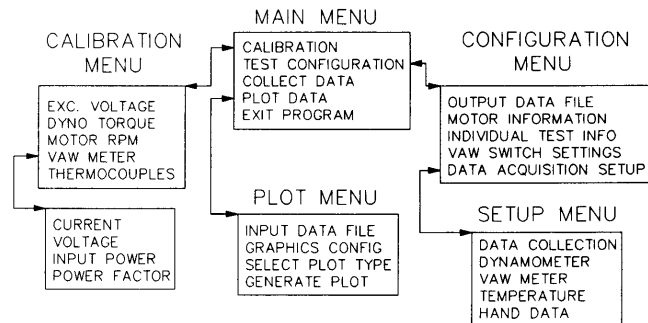 MAIN MENU
CALIBRATION
TEST CONFIGURATION
COLLECT DATA
PLOT DATA
EXIT PROGRAM
CALIBRATION
MENU
EXC. VOLTAGE
DYNO TORQUE
MOTOR RPM
VAW METER
THERMOCOUPLES
CURRENT
VOLTAGE
INPUT POWER
POWER FACTOR
PLOT MENU
INPUT DATA FILE
GRAPHICS CONFIG
SELECT PLOT TYPE
GENERATE PLOT
CONFIGURATION
MENU
OUTPUT DATA FILE
MOTOR INFORMATION
INDIVIDUAL TEST INFO
VAW SWITCH SETTINGS
DATA ACQUISITION SETUP
SETUP MENU
DATA COLLECTION
DYNAMOMETER
VAW METER
TEMPERATURE
HAND DATA